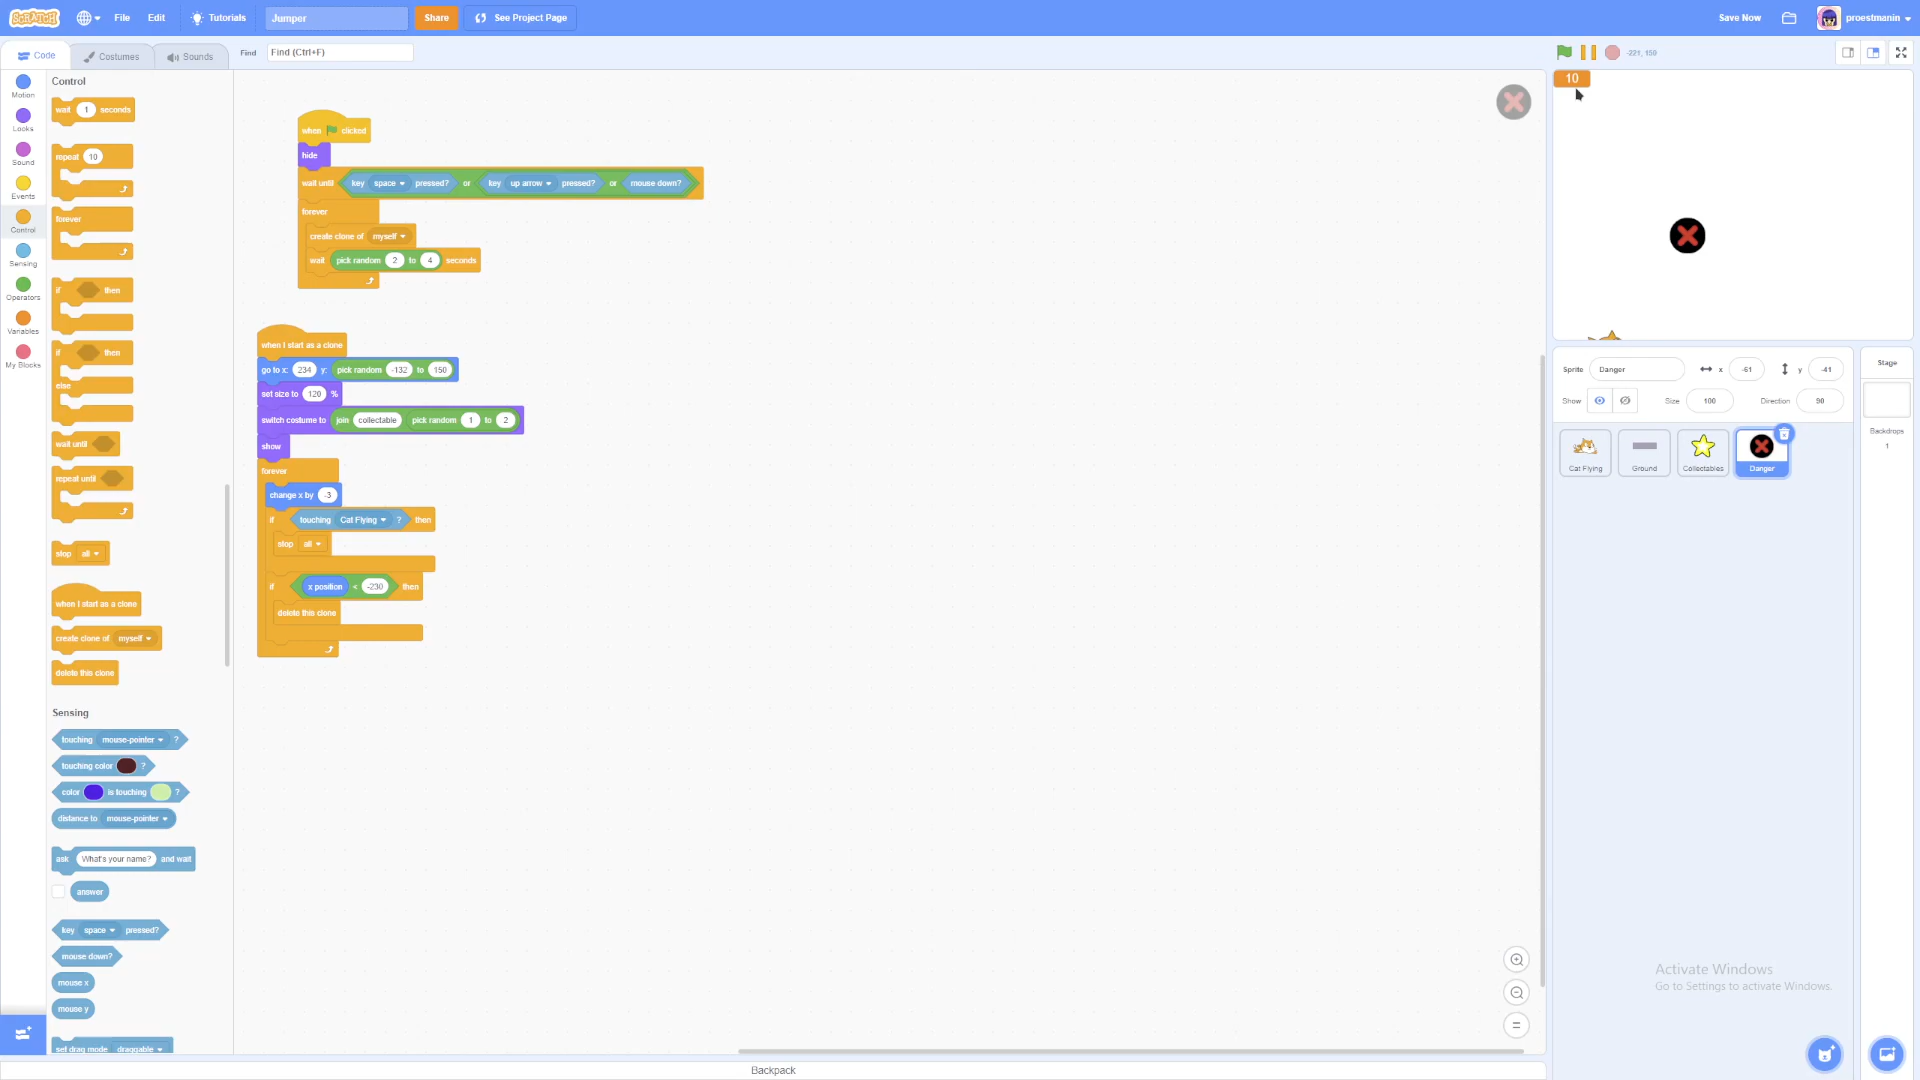 SCRATCH File Edit Tutorials Jumper Share See Project Page Save Now proestmanin
Code Costumes Sounds Find Find (Ctrl+F) -221, 159
Motion
Looks
Sound
Events
Control
Sensing
Operators
Variables
My Blocks
Control
wait 1 seconds
repeat 10
forever
if then
if then
else
wait until
repeat until
stop all
when I start as a clone
create clone of myself
delete this clone
Sensing
touching mouse-pointer ?
touching color ?
color is touching ?
distance to mouse-pointer
ask What's your name? and wait
answer
key space pressed?
mouse down?
mouse x
mouse y
set drag mode draggable
when clicked
hide
wait until key space pressed? or key up arrow pressed? or mouse down?
forever
create clone of myself
wait pick random 2 to 4 seconds
when I start as a clone
go to x: 234 y: pick random -132 to 150
set size to 120 %
switch costume to join collectable pick random 1 to 2
show
forever
change x by -3
if touching Cat Flying ? then
stop all
if x position < -230 then
delete this clone
10
Sprite Danger x -61 y -41
Show Size 100 Direction 90
Cat Flying Ground Collectables Danger
Stage
Backdrops
1
Activate Windows
Go to Settings to activate Windows.
Backpack